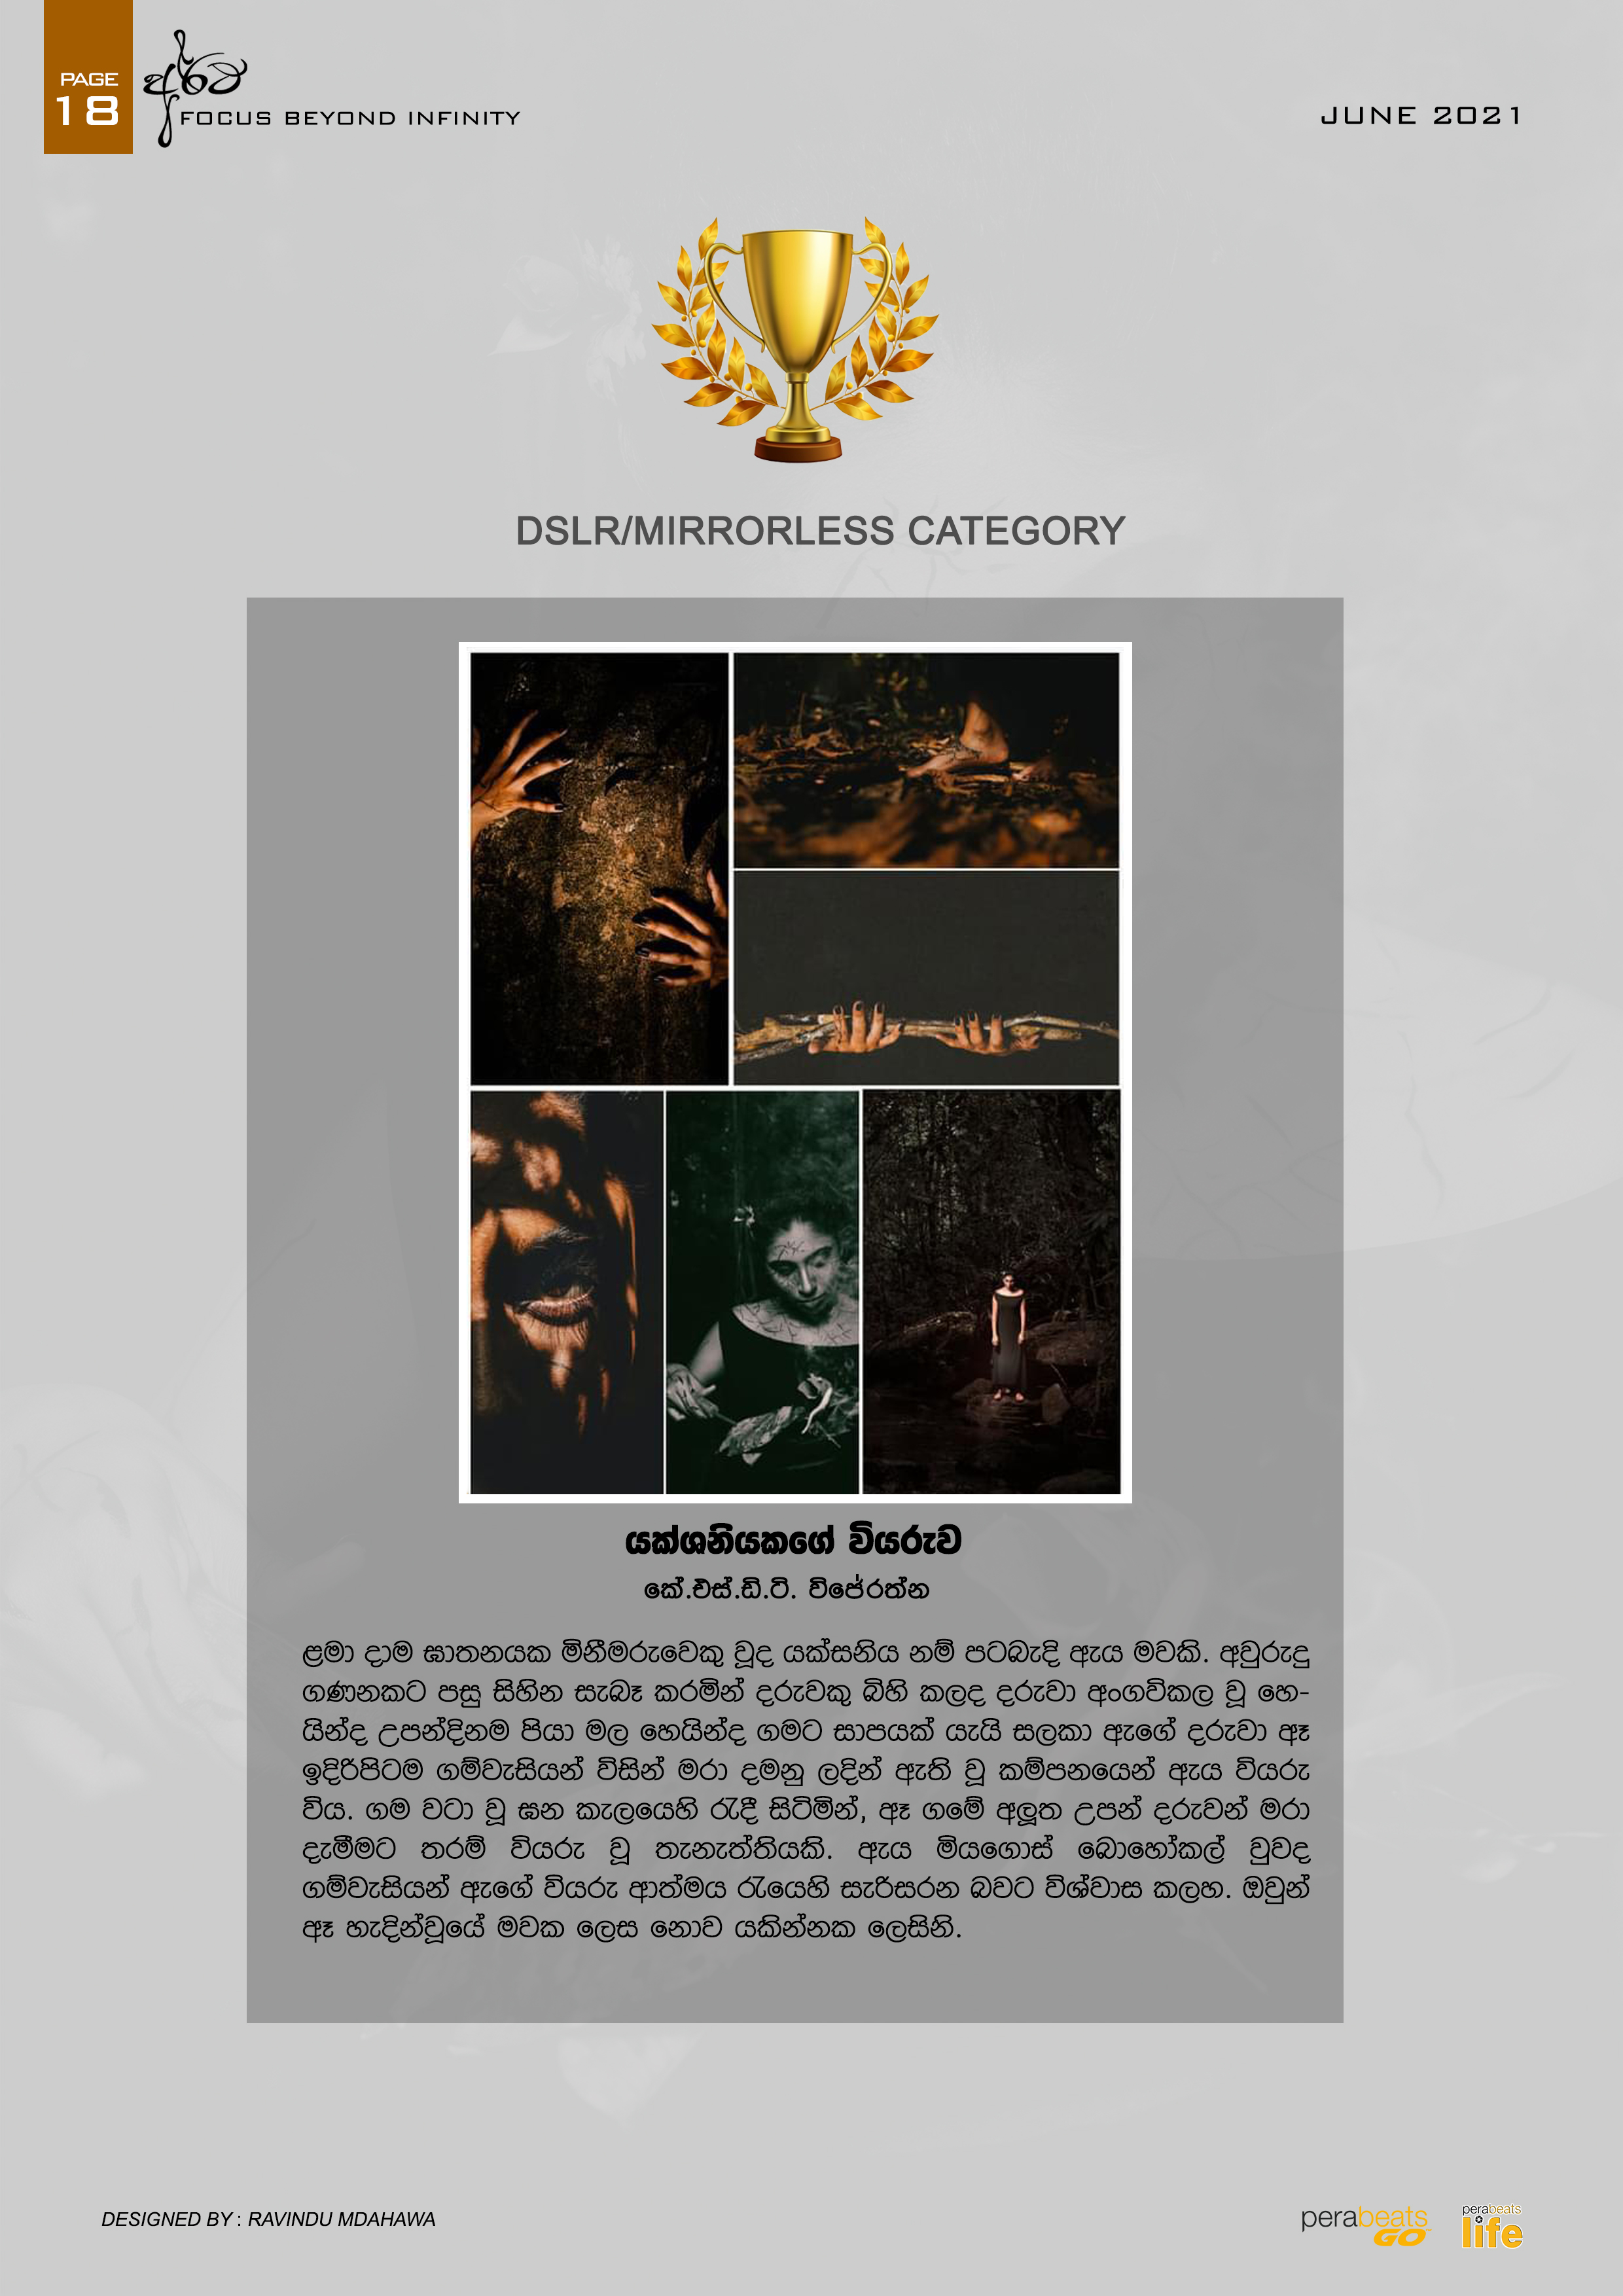 PAGE
18
FOCUS BEYOND INFINITY
JUNE 2021
DSLR/MIRRORLESS CATEGORY
යක්ශනියකගේ වියරුව
කේ.එස්.ඩි.ටි. විජේරත්න
ළමා දාම ඝාතනයක මිනීමරුවෙකු වූද යක්සනිය නම් පටබැදි ඇය මවකි. අවුරුදු
ගණනකට පසු සිහින සැබෑ කරමින් දරුවකු බිහි කලද දරුවා අංගවිකල වූ හෙ-
යින්ද උපන්දිනම පියා මල හෙයින්ද ගමට සාපයක් යැයි සලකා ඇගේ දරුවා ඈ
ඉදිරිපිටම ගම්වැසියන් විසින් මරා දමනු ලදින් ඇති වූ කම්පනයෙන් ඇය වියරු
විය. ගම වටා වූ ඝන කැලයෙහි රැදී සිටිමින්, ඈ ගමේ අලූත උපන් දරුවන් මරා
දැමීමට තරම් වියරු වූ තැනැත්තියකි. ඇය මියගොස් බොහෝකල් වුවද
ගම්වැසියන් ඇගේ වියරු ආත්මය රැයෙහි සැරිසරන බවට විශ්වාස කලහ. ඔවුන්
ඈ හැදින්වූයේ මවක ලෙස නොව යකින්නක ලෙසිනි.
DESIGNED BY : RAVINDU MDAHAWA
perabeats
GO
perabeats
life